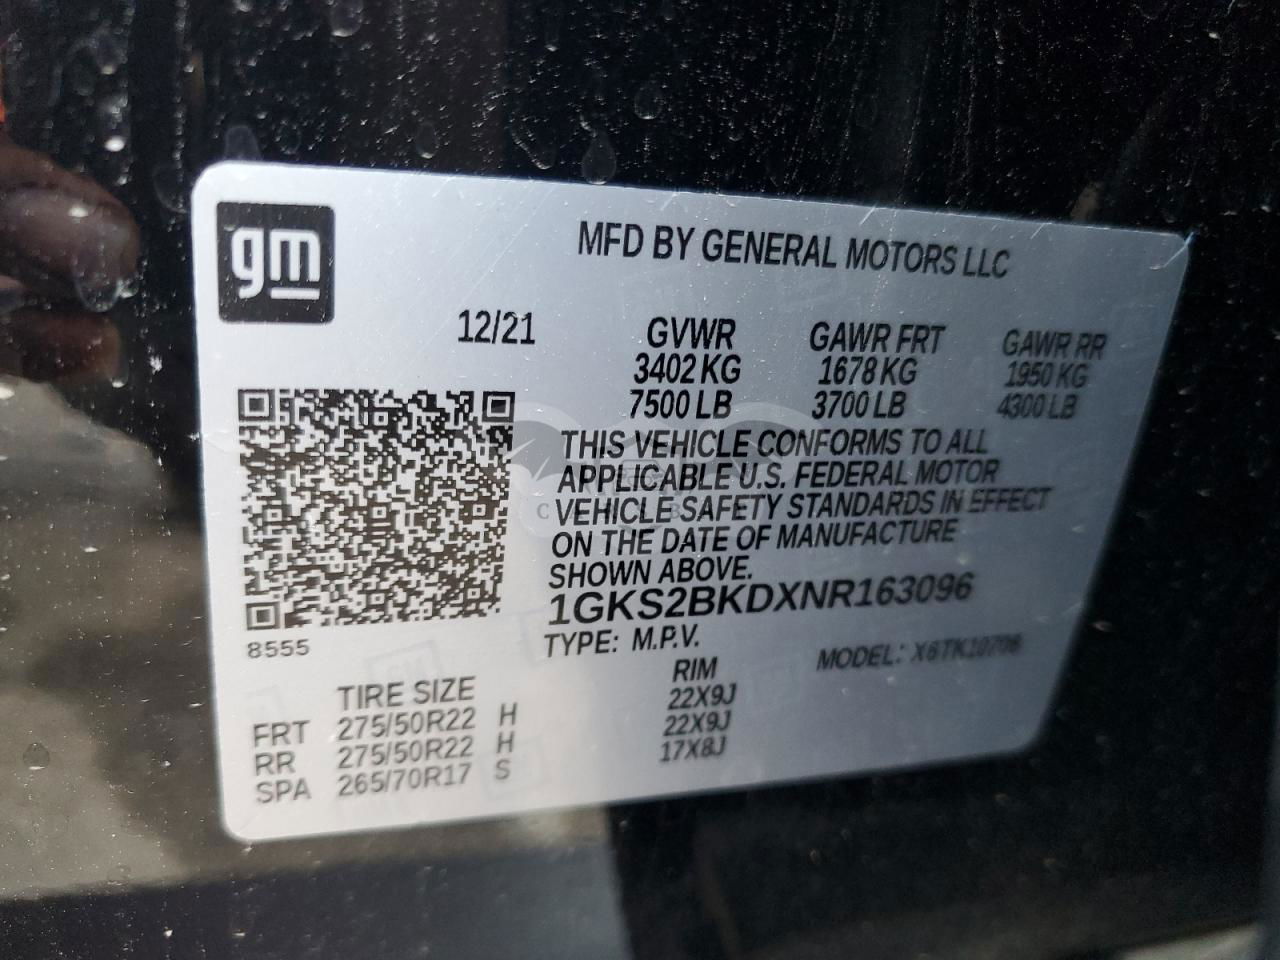 gm
MFD BY GENERAL MOTORS LLC
12/21 GVWR GAWR FRT GAWR RR
3402 KG 1678 KG 1950 KG
7500 LB 3700 LB 4300 LB
THIS VEHICLE CONFORMS TO ALL
APPLICABLE U.S. FEDERAL MOTOR
VEHICLE SAFETY STANDARDS IN EFFECT
ON THE DATE OF MANUFACTURE
SHOWN ABOVE.
1GKS2BKDXNR163096
8555
TYPE: M.P.V. MODEL: X6TK10706
TIRE SIZE RIM
FRT 275/50R22 H 22X9J
RR 275/50R22 H 22X9J
SPA 265/70R17 S 17X8J